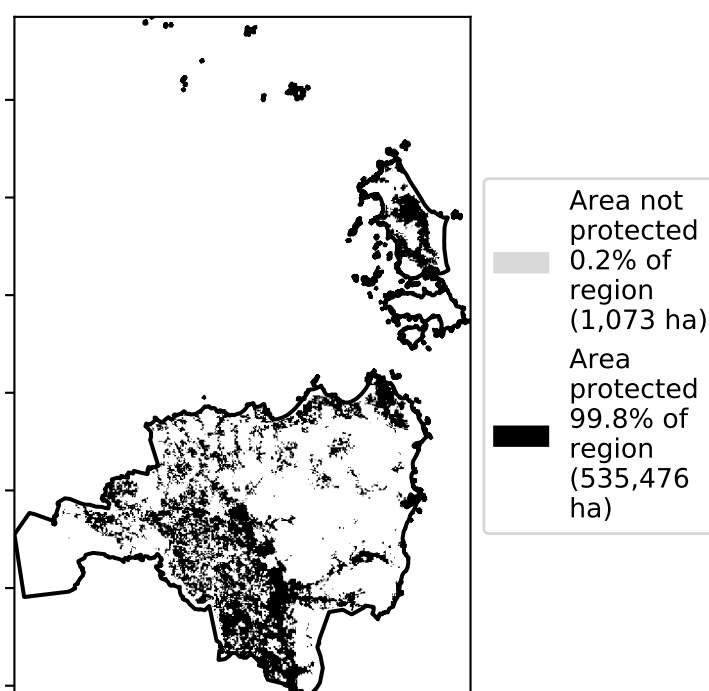 Area not
protected
0.2% of
region
(1,073 ha)
Area
protected
99.8% of
region
(535,476
ha)